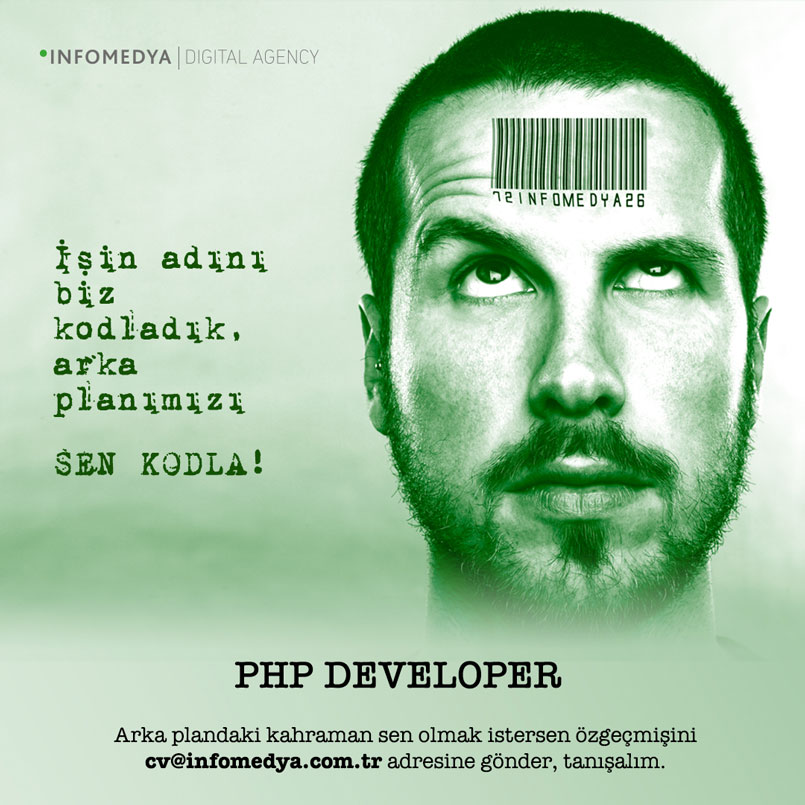 INFOMEDYA | DIGITAL AGENCY
72INFOMEDYA26
İşin adını
biz
kodladık,
arka
planımızı
SEN KODLA!
PHP DEVELOPER
Arka plandaki kahraman sen olmak istersen özgeçmişini
cv@infomedya.com.tr adresine gönder, tanışalım.